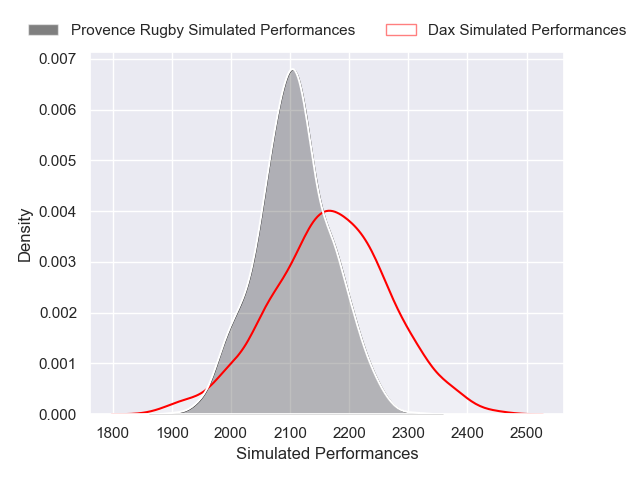 Provence Rugby Simulated Performances Dax Simulated Performances
0.007
0.006
0.005
0.004
0.003
0.002
0.001
0.000
Density
1800 1900 2000 2100 2200 2300 2400 2500
Simulated Performances